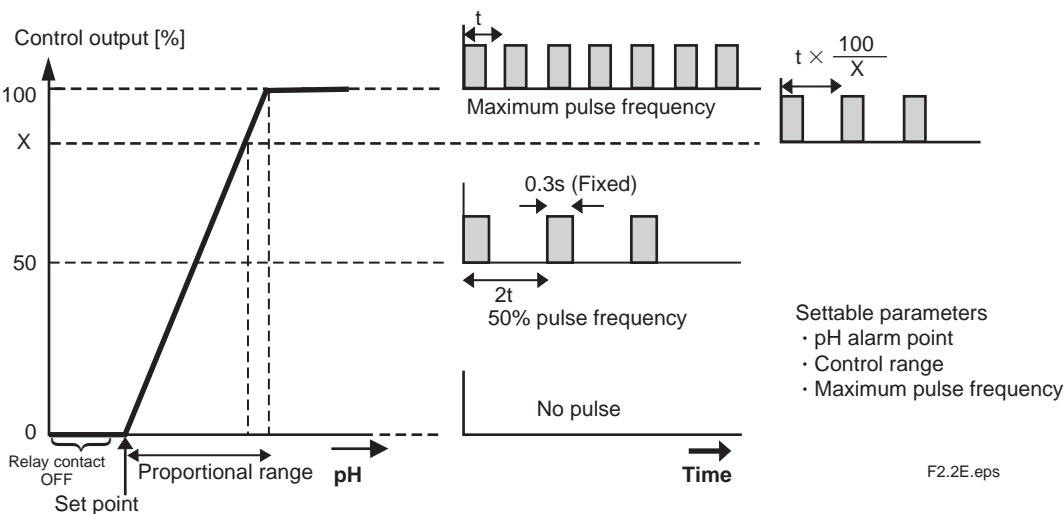 Control output [%]
100
X
50
0
Relay contact
OFF
Set point
Proportional range
pH
t
Maximum pulse frequency
t × 100
X
0.3s (Fixed)
2t
50% pulse frequency
No pulse
Time
Settable parameters
· pH alarm point
· Control range
· Maximum pulse frequency
F2.2E.eps